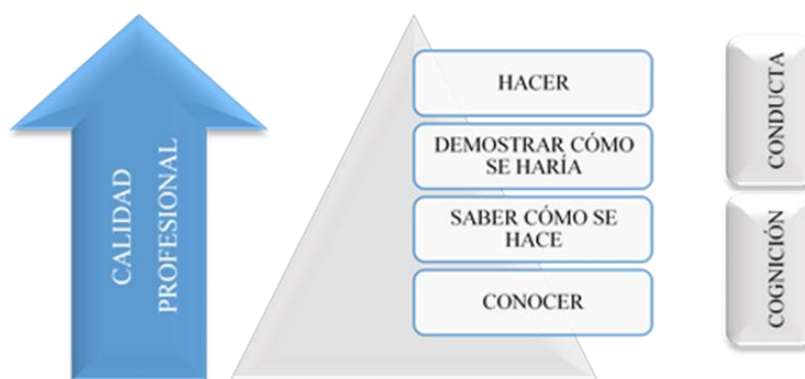 CALIDAD
PROFESIONAL
HACER
DEMOSTRAR CÓMO
SE HARÍA
SABER CÓMO SE
HACE
CONOCER
CONDUCTA
COGNICIÓN